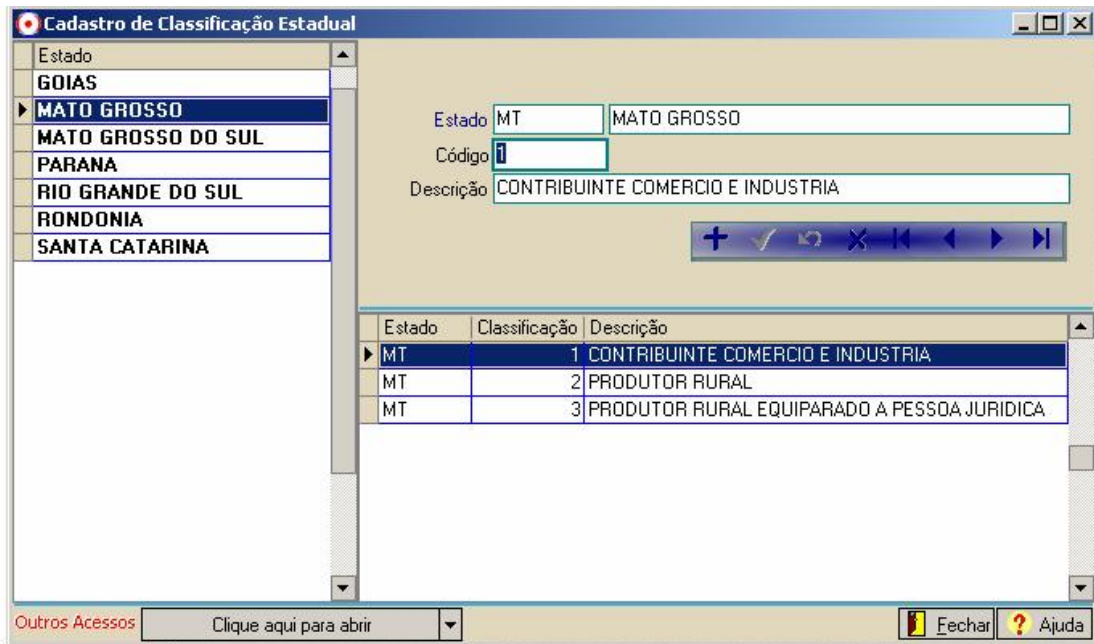 Cadastro de Classificação Estadual
Estado
GOIAS
MATO GROSSO
MATO GROSSO DO SUL
PARANA
RIO GRANDE DO SUL
RONDONIA
SANTA CATARINA
Estado MT MATO GROSSO
Código 1
Descrição CONTRIBUINTE COMERCIO E INDUSTRIA
Estado Classificação Descrição
MT 1 CONTRIBUINTE COMERCIO E INDUSTRIA
MT 2 PRODUTOR RURAL
MT 3 PRODUTOR RURAL EQUIPARADO A PESSOA JURIDICA
Outros Acessos Clique aqui para abrir Fechar Ajuda